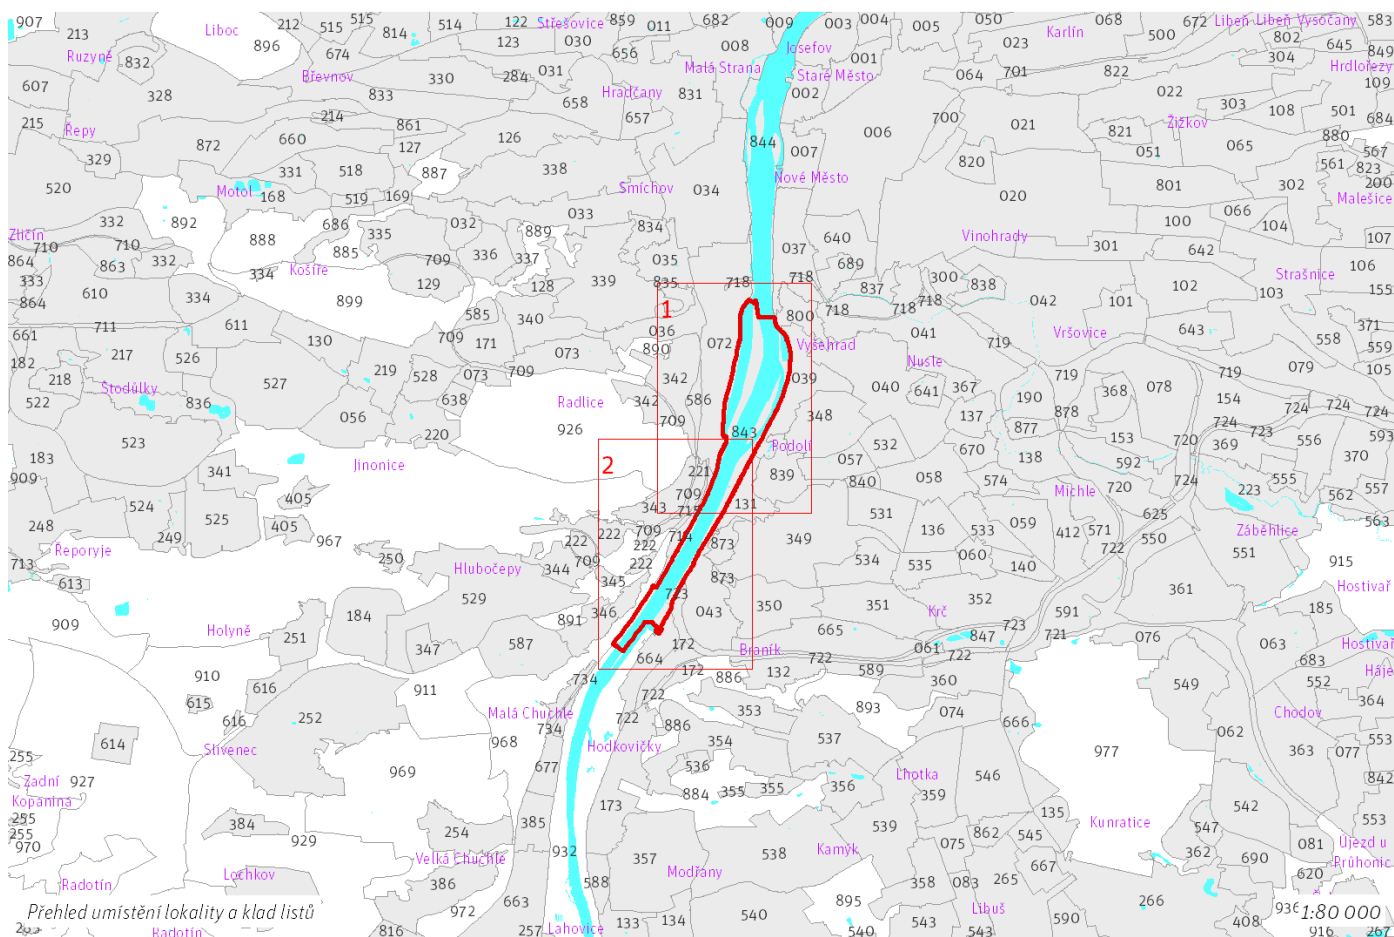 907 213 Liboc 212 515 515 514 122 Střešovice 859 011 682 009 003 004 005 050 Karlín 068 672 Libeň Libeň Vysočany 583
Ruzyně 832 896 674 814 123 030 656 008 Josefov 001 023 500 802 645 849
607 328 Břevnov 330 284 031 Malá Strana Staré Město 064 701 822 304 Hrdlořezy
833 658 Hradčany 831 002 022 109
215 Řepy 214 861 657 700 303 108 501 684
329 872 660 127 126 844 007 006 021 821 Žižkov 065 880 567
520 331 518 887 338 820 051 561 823
Motol 168 519 169 Smíchov 034 Nové Město 020 801 302 200 Malešice
332 892 686 032 033 834 100 066 104
Zličín 710 710 888 335 889 037 640 Vinohrady 301 642 107
864 863 332 885 709 336 337 035 689 106
333 334 Košíře 129 128 339 835 718 718 837 300 838 102 Strašnice
864 610 334 899 585 340 1 800 718 718 718 042 101 103 155
661 711 611 130 709 171 036 072 Vyšehrad 041 719 Vršovice 643 558 371
182 217 526 073 890 Nusle 559
218 Štodůlky 527 219 528 073 709 342 039 040 641 367 719 719 079 105
522 836 056 638 Radlice 342 586 348 137 190 368 078 154
523 220 926 709 843 Podolí 532 877 878 153 724 724 724 724
183 341 Jinonice 2 221 839 057 670 138 592 720 369 723 556 593
909 405 709 840 058 574 Michle 720 724 223 555 370
248 524 525 405 343 715 131 531 136 533 059 412 571 625 562 557
249 967 222 222 709 714 873 349 722 550 Záběhlice 563
Řeporyje 250 Hlubočepy 344 709 222 222 534 535 060 140 551 915
713 613 529 345 873 361 Hostivař
909 Holyně 184 346 733 043 350 351 Krč 352 591 185
251 347 587 891 172 665 061 847 723 721 076 063 Hostivař
910 616 911 664 172 Braník 722 589 722 683 Háje
615 252 734 886 132 360 549 552
616 Malá Chuchle 722 353 893 074 666 Chodov 364
614 Slivenec 968 734 722 886 537 977 062 363 077 553
255 Hodkovičky 354 842
Zadní 927 969 677 536 Lhotka 546
Kopanina 884 355 355 356 359
255 384 173 135 542 553
255 254 385 539 Kunratice 547
970 929 Velká Chuchle 932 357 538 Kamýk 075 862 545 362 690 081 Újezd u
Radotín Lochkov 386 588 Modřany 358 083 265 667 620 Průhonic
972 663 895 Libuš 266 936
Přehled umístění lokality a klad listů 1:80 000
Radotín 816 257 Lahovice 133 134 540 540 543 543 590 408 916 267